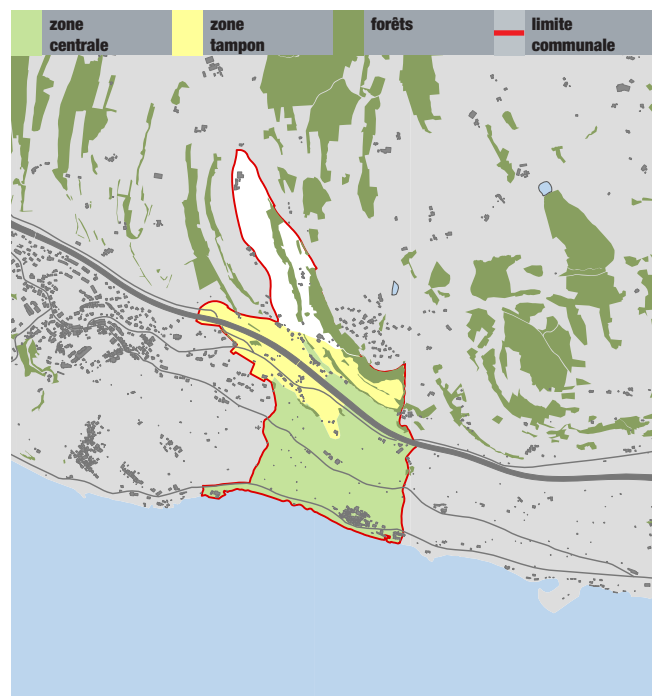 zone
centrale
zone
tampon
forêts
limite
communale